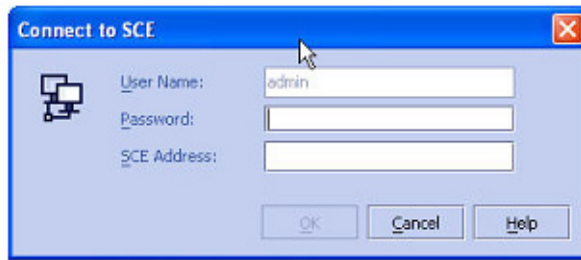 Connect to SCE
User Name: admin
Password:
SCE Address:
OK Cancel Help